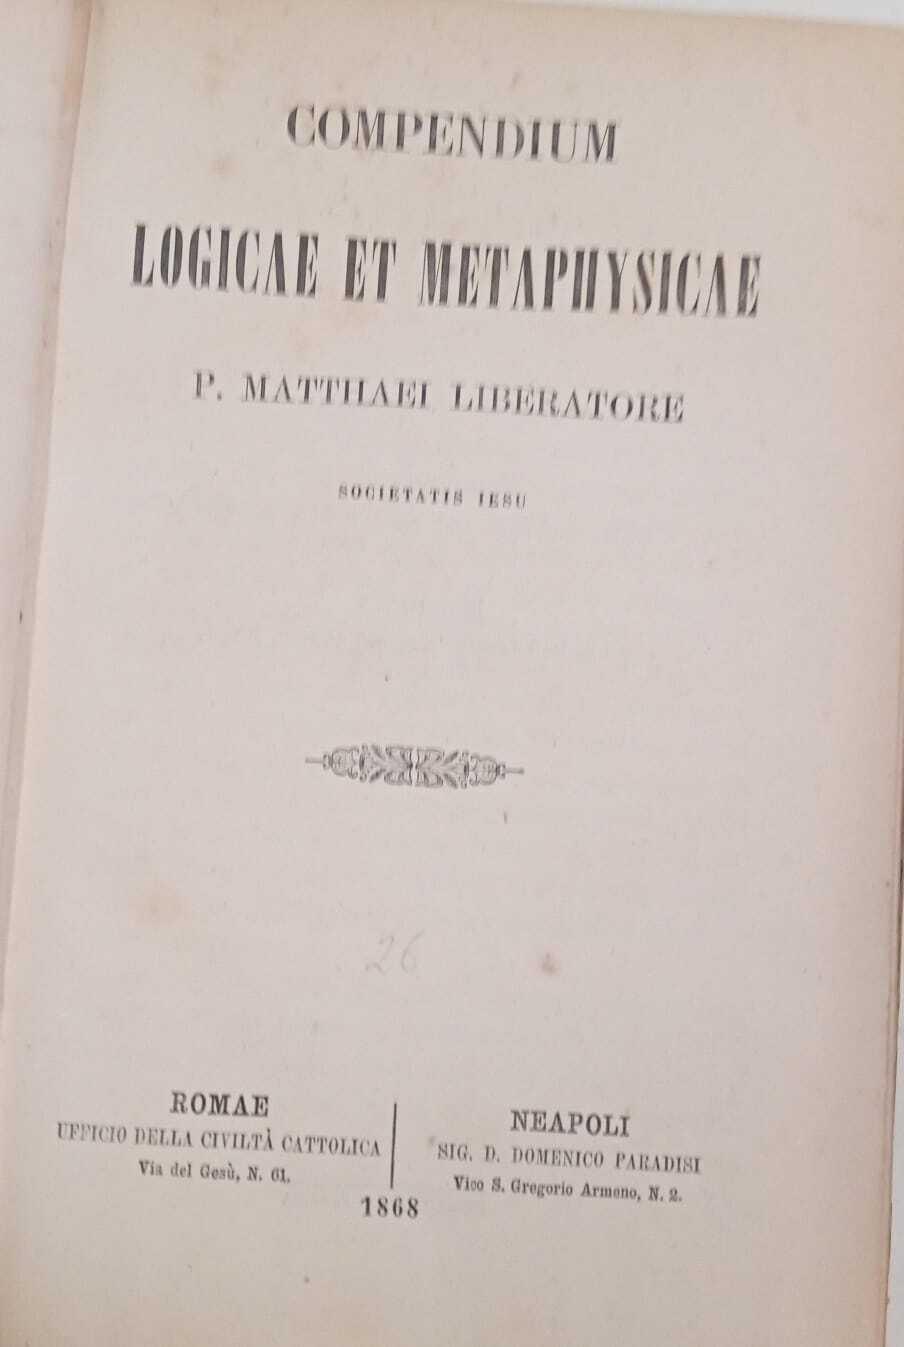 COMPENDIUM
LOGICAE ET METAPHYSICAE
P. MATTHAEI LIBERATORE
SOCIETATIS IESU
26
ROMAE
UFFICIO DELLA CIVILTÀ CATTOLICA
Via del Gesù, N. 61.
NEAPOLI
SIG. D. DOMENICO PARADISI
Vico S. Gregorio Armeno, N. 2.
1868